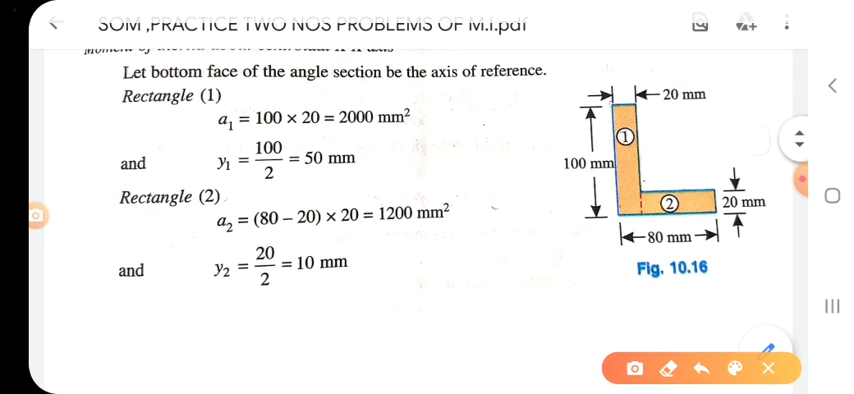 SOM ,PRACTICE TWO NOS PROBLEMS OF M.I.pdf
Let bottom face of the angle section be the axis of reference.
Rectangle (1)
a₁ = 100 × 20 = 2000 mm²
and y₁ = 100/2 = 50 mm
Rectangle (2)
a₂ = (80 – 20) × 20 = 1200 mm²
and y₂ = 20/2 = 10 mm
20 mm
①
100 mm
②
20 mm
80 mm
Fig. 10.16